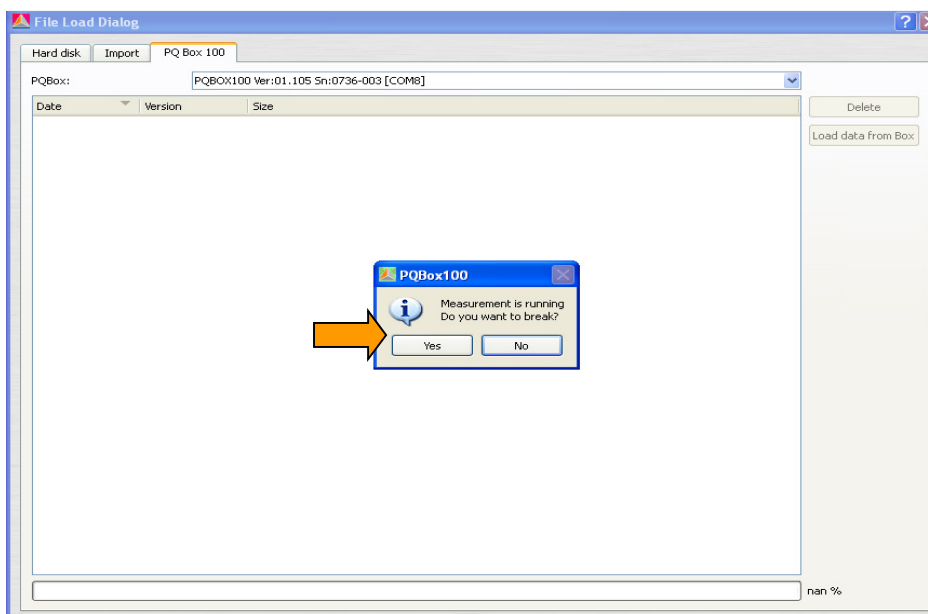 File Load Dialog
Hard disk Import PQ Box 100
PQBox: PQBOX100 Ver:01.105 Sn:0736-003 [COM8]
Date Version Size
Delete
Load data from Box
PQBox100
Measurement is running
Do you want to break?
Yes No
nan %